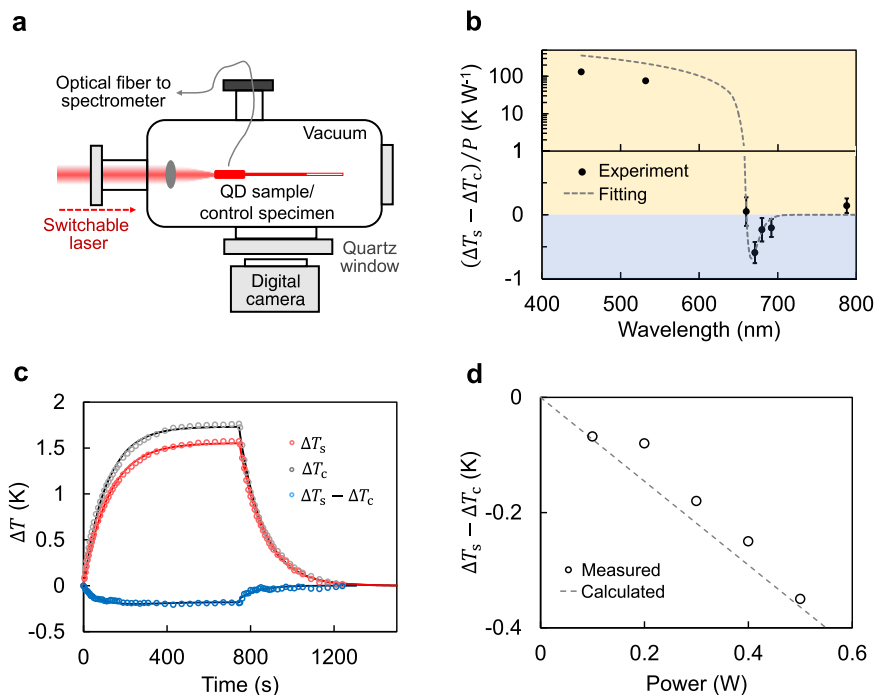 a
Optical fiber to
spectrometer
Vacuum
QD sample/
control specimen
Switchable
laser
Quartz
window
Digital
camera
b
(ΔTs − ΔTc)/P (K W-1)
100
10
1
1
0
-1
Experiment
Fitting
400 500 600 700 800
Wavelength (nm)
c
ΔT (K)
2
1.5
1
0.5
0
-0.5
ΔTs
ΔTc
ΔTs − ΔTc
0 400 800 1200
Time (s)
d
ΔTs − ΔTc (K)
0
-0.2
-0.4
Measured
Calculated
0 0.2 0.4 0.6
Power (W)